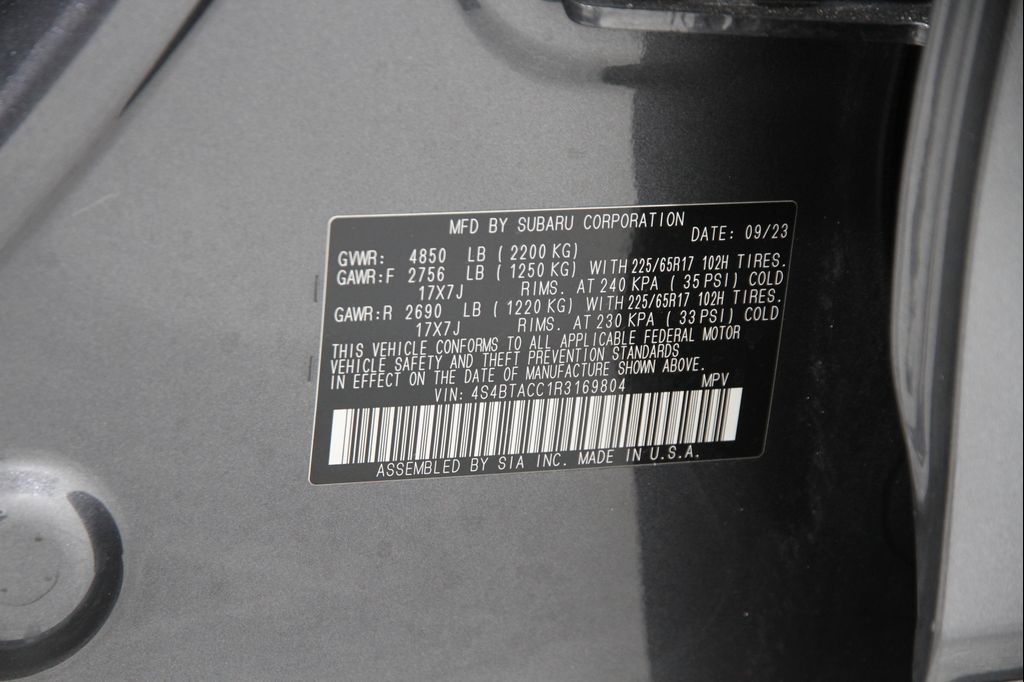 MFD BY SUBARU CORPORATION
DATE: 09/23
GVWR: 4850 LB ( 2200 KG)
GAWR:F 2756 LB ( 1250 KG) WITH 225/65R17 102H TIRES.
17X7J RIMS. AT 240 KPA ( 35 PSI) COLD
GAWR:R 2690 LB ( 1220 KG) WITH 225/65R17 102H TIRES.
17X7J RIMS. AT 230 KPA ( 33 PSI) COLD
THIS VEHICLE CONFORMS TO ALL APPLICABLE FEDERAL MOTOR
VEHICLE SAFETY AND THEFT PREVENTION STANDARDS
IN EFFECT ON THE DATE OF MANUFACTURE SHOWN ABOVE.
VIN: 4S4BTACC1R3169804 MPV
ASSEMBLED BY SIA INC. MADE IN U.S.A.